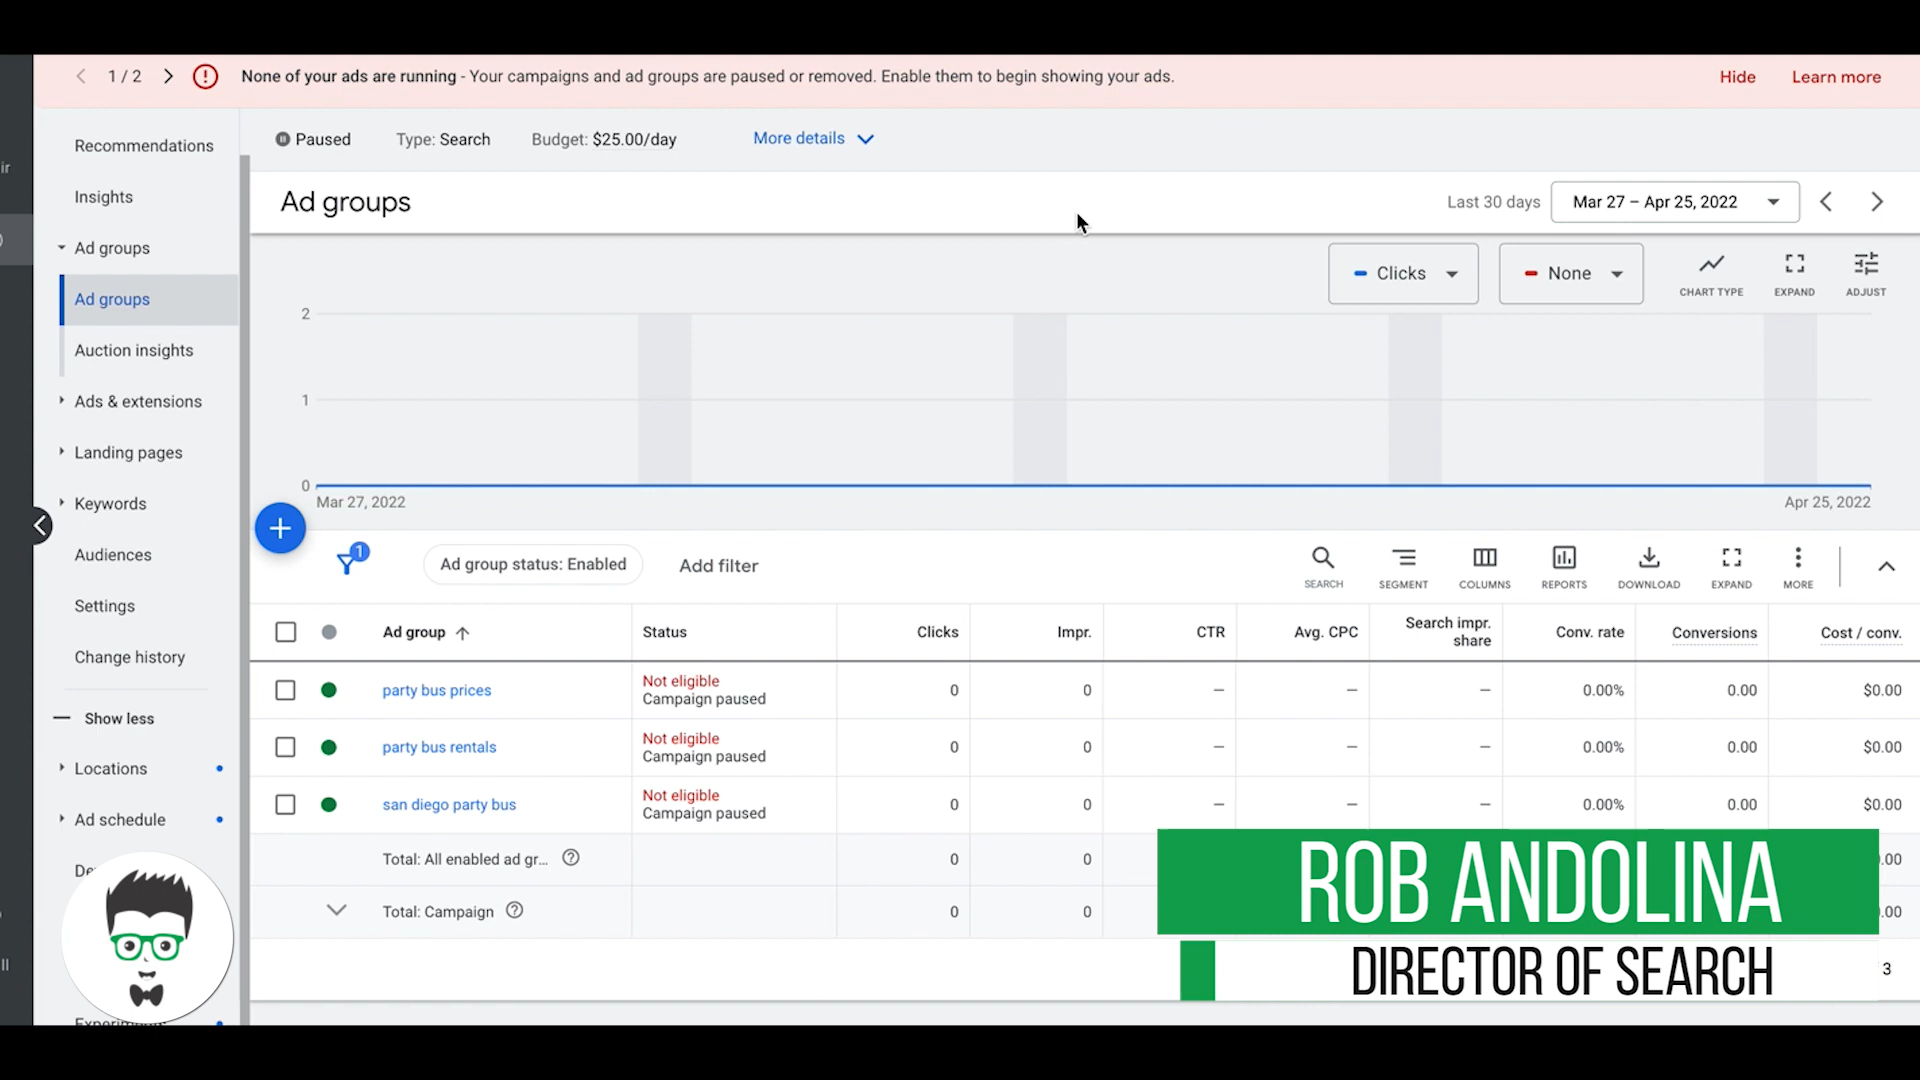 1 / 2
None of your ads are running - Your campaigns and ad groups are paused or removed. Enable them to begin showing your ads.
Hide
Learn more
ir
Recommendations
Insights
Ad groups
Ad groups
Auction insights
Ads & extensions
Landing pages
Keywords
Audiences
Settings
Change history
Show less
Locations
Ad schedule
Paused
Type: Search
Budget: $25.00/day
More details
Ad groups
Last 30 days
Mar 27 – Apr 25, 2022
Clicks
None
CHART TYPE
EXPAND
ADJUST
2
1
0
Mar 27, 2022
Apr 25, 2022
1
Ad group status: Enabled
Add filter
SEARCH
SEGMENT
COLUMNS
REPORTS
DOWNLOAD
EXPAND
MORE
Ad group Status Clicks Impr. CTR Avg. CPC Search impr. share Conv. rate Conversions Cost / conv.
party bus prices Not eligible Campaign paused 0 0 – – – 0.00% 0.00 $0.00
party bus rentals Not eligible Campaign paused 0 0 – – – 0.00% 0.00 $0.00
san diego party bus Not eligible Campaign paused 0 0 – – – 0.00% 0.00 $0.00
Total: All enabled ad gr... 0 0 .00
Total: Campaign 0 0 .00
ROB ANDOLINA
DIRECTOR OF SEARCH
3